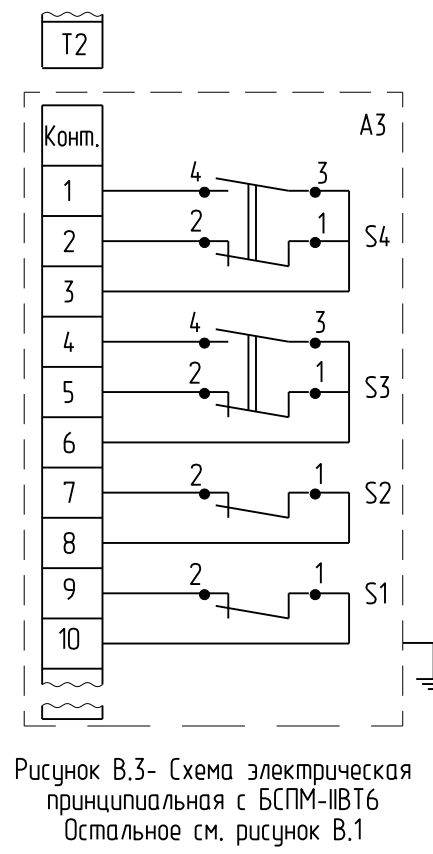 Т2
А3
Конт.
1 4 3
2 2 1 S4
3
4 4 3
5 2 1 S3
6
7 2 1 S2
8
9 2 1 S1
10
Рисунок В.3- Схема электрическая
принципиальная с БСПМ-IIВТ6
Остальное см. рисунок В.1